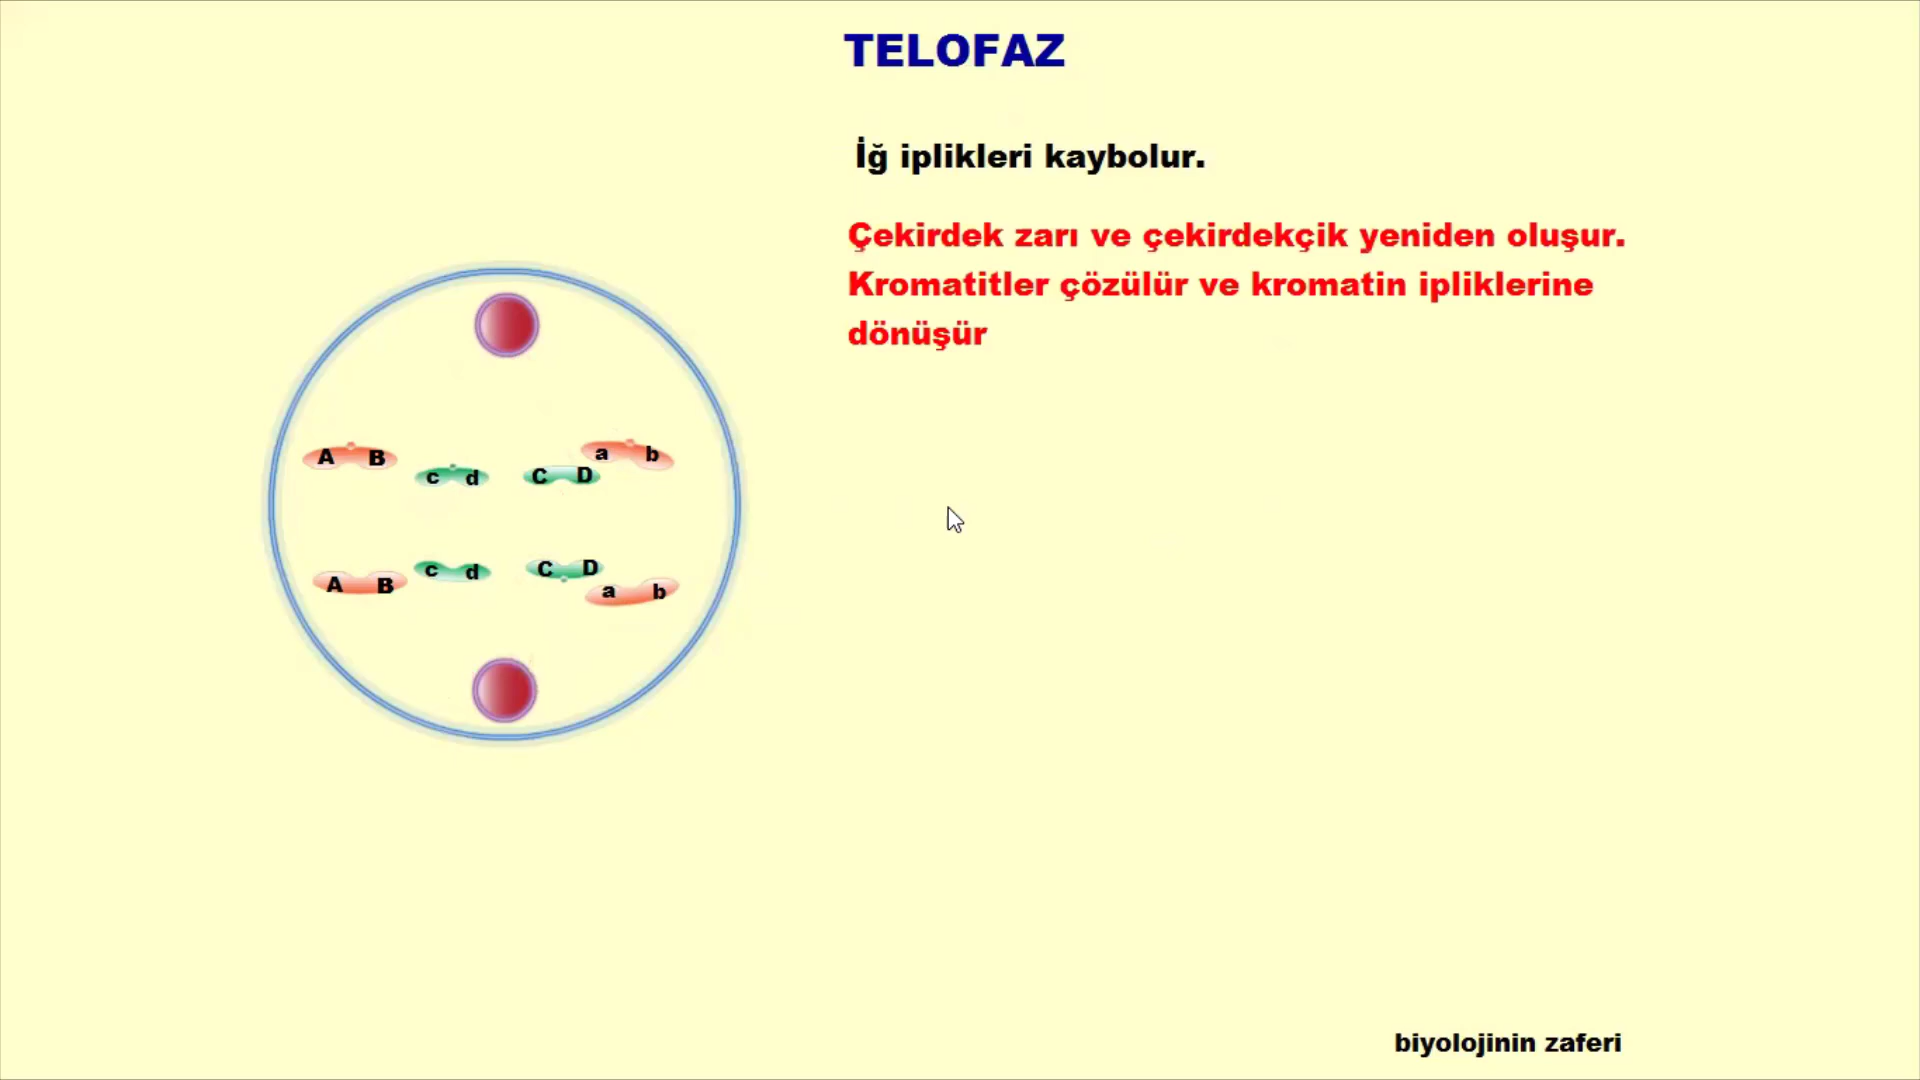 TELOFAZ
İğ iplikleri kaybolur.
Çekirdek zarı ve çekirdekçik yeniden oluşur.
Kromatitler çözülür ve kromatin ipliklerine
dönüşür
A B c d C D a b
A B c d C D a b
biyolojinin zaferi